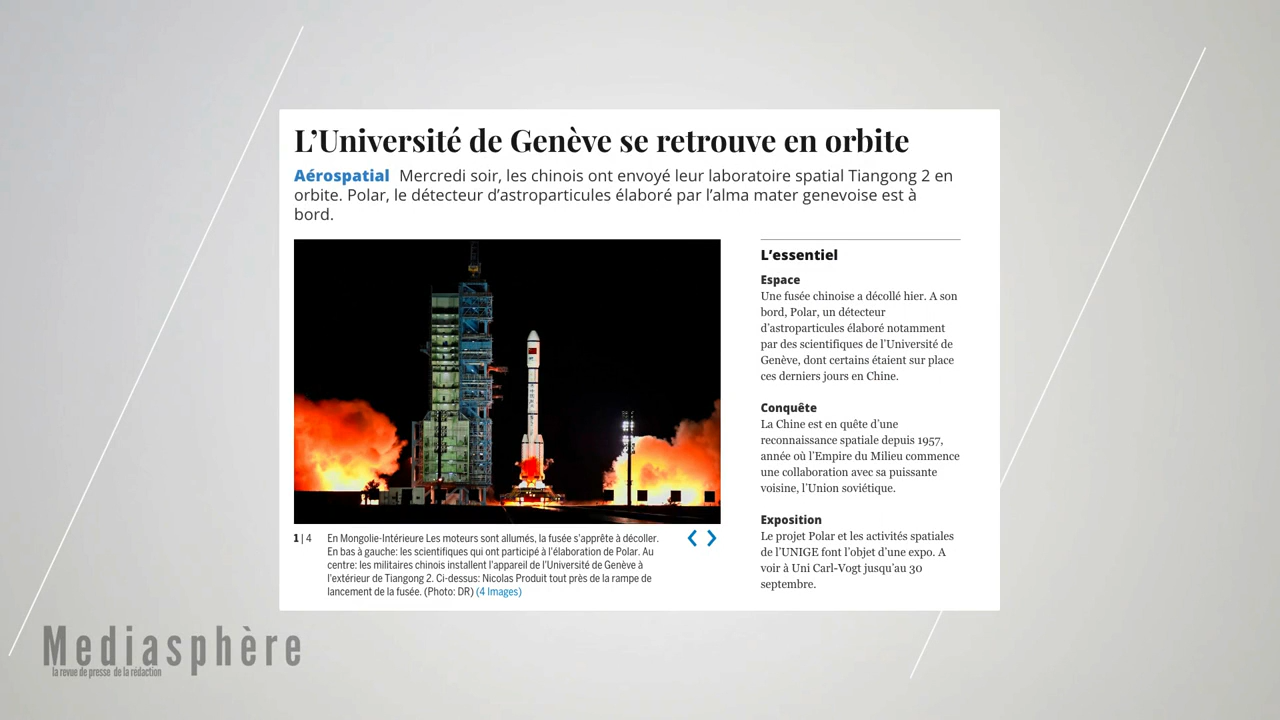 L'Université de Genève se retrouve en orbite
Aérospatial Mercredi soir, les chinois ont envoyé leur laboratoire spatial Tiangong 2 en
orbite. Polar, le détecteur d'astroparticules élaboré par l'alma mater genevoise est à
bord.
1 | 4
En Mongolie-Intérieure Les moteurs sont allumés, la fusée s'apprête à décoller.
En bas à gauche: les scientifiques qui ont participé à l'élaboration de Polar. Au
centre: les militaires chinois installent l'appareil de l'Université de Genève à
l'extérieur de Tiangong 2. Ci-dessus: Nicolas Produit tout près de la rampe de
lancement de la fusée. (Photo: DR) (4 Images)
L'essentiel
Espace
Une fusée chinoise a décollé hier. A son
bord, Polar, un détecteur
d'astroparticules élaboré notamment
par des scientifiques de l'Université de
Genève, dont certains étaient sur place
ces derniers jours en Chine.
Conquête
La Chine est en quête d'une
reconnaissance spatiale depuis 1957,
année où l'Empire du Milieu commence
une collaboration avec sa puissante
voisine, l'Union soviétique.
Exposition
Le projet Polar et les activités spatiales
de l'UNIGE font l'objet d'une expo. A
voir à Uni Carl-Vogt jusqu'au 30
septembre.
Mediasphère
la revue de presse de la rédaction